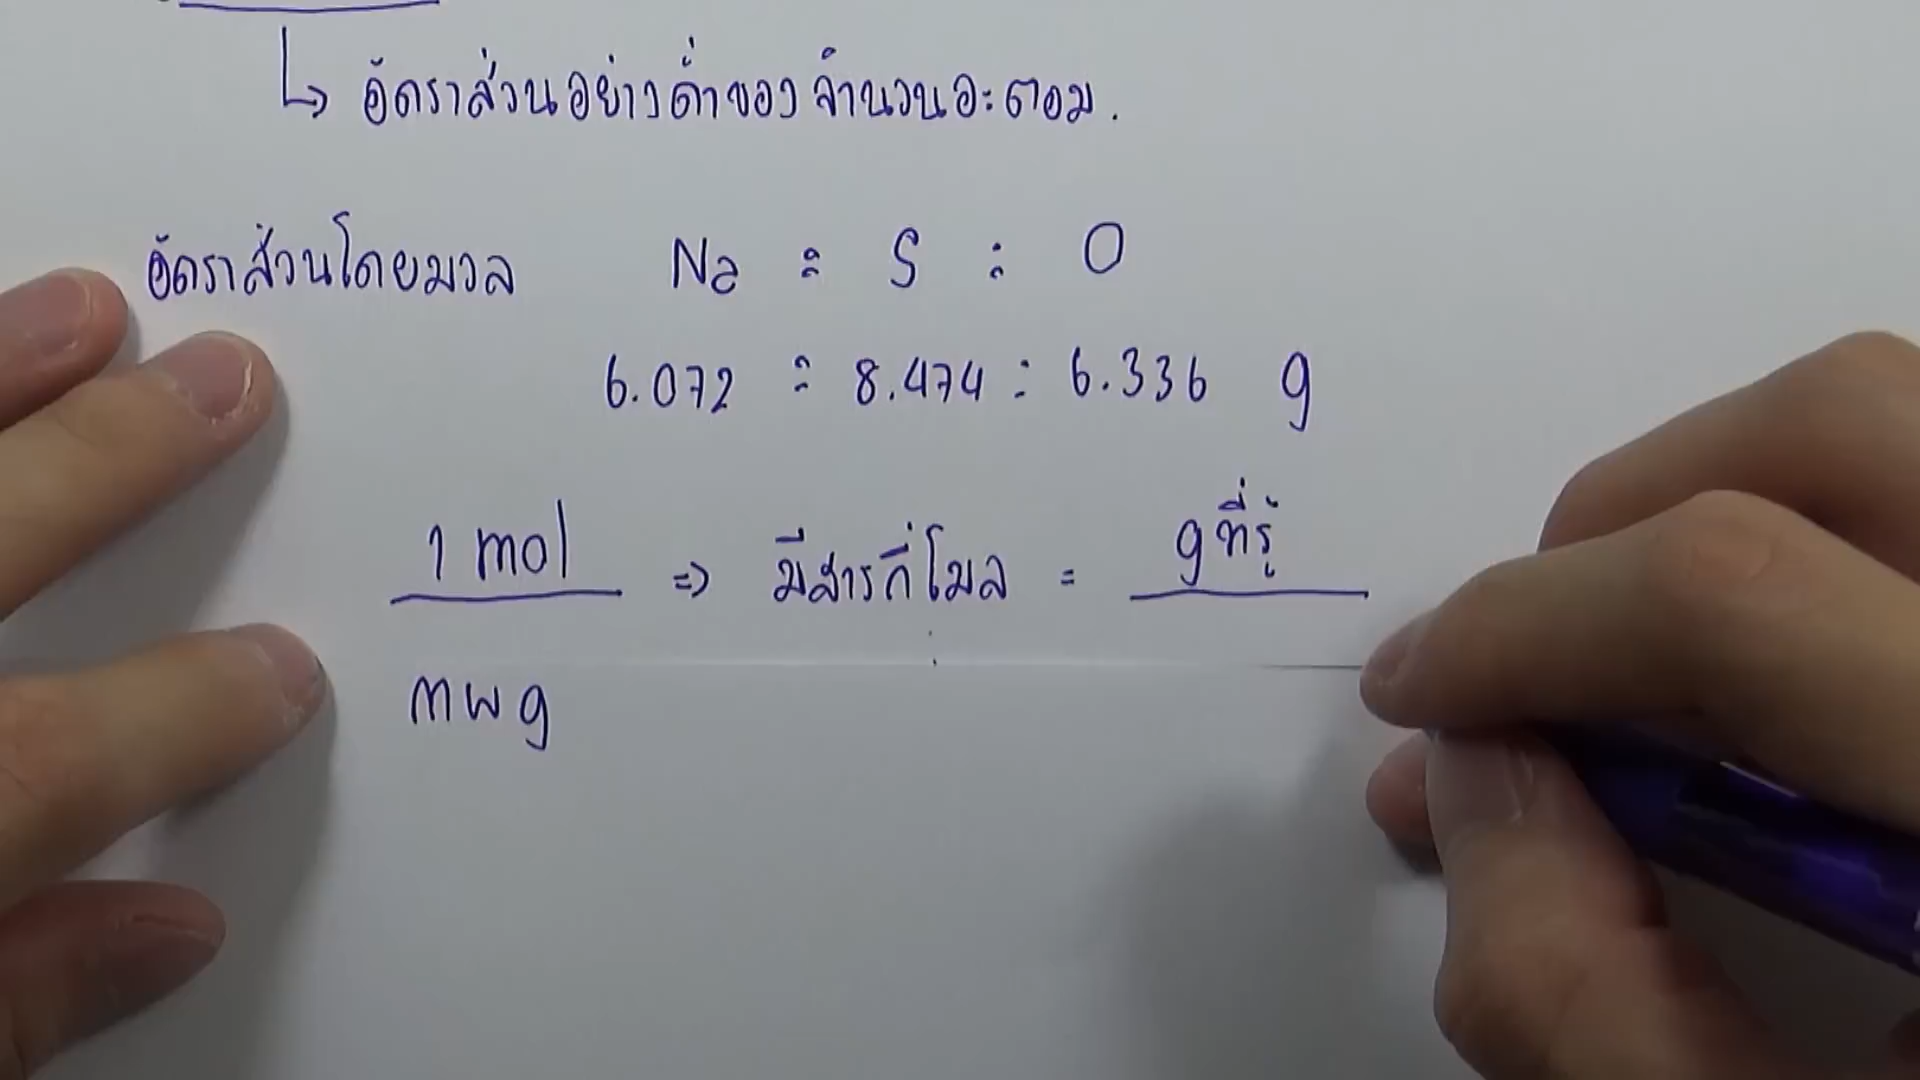 ↳ อัตราส่วนอย่างต่ำของจำนวนอะตอม.
อัตราส่วนโดยมวล Na : S : O
6.072 : 8.474 : 6.336 g
1 mol ⇒ มีสารกี่โมล = g ที่รู้
mw g